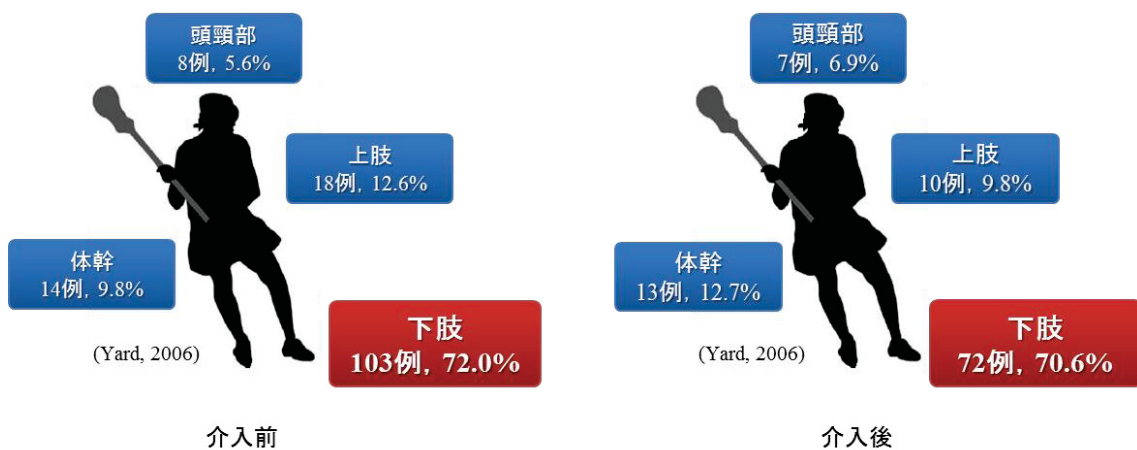 頭頸部
8例，5.6%
上肢
18例，12.6%
体幹
14例，9.8%
下肢
103例，72.0%
(Yard, 2006)
介入前
頭頸部
7例，6.9%
上肢
10例，9.8%
体幹
13例，12.7%
下肢
72例，70.6%
(Yard, 2006)
介入後